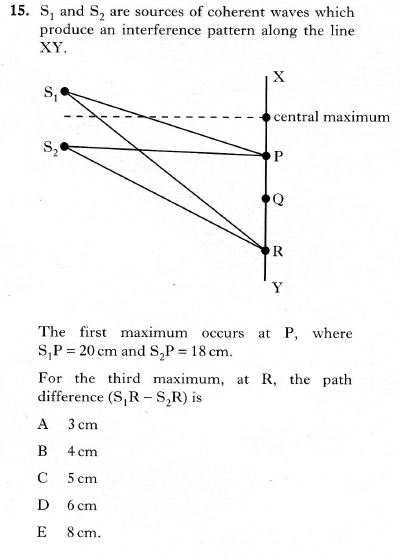 15. S₁ and S₂ are sources of coherent waves which
produce an interference pattern along the line
XY.
X
S₁
central maximum
S₂
P
Q
R
Y
The first maximum occurs at P, where
S₁P = 20 cm and S₂P = 18 cm.
For the third maximum, at R, the path
difference (S₁R – S₂R) is
A 3 cm
B 4 cm
C 5 cm
D 6 cm
E 8 cm.